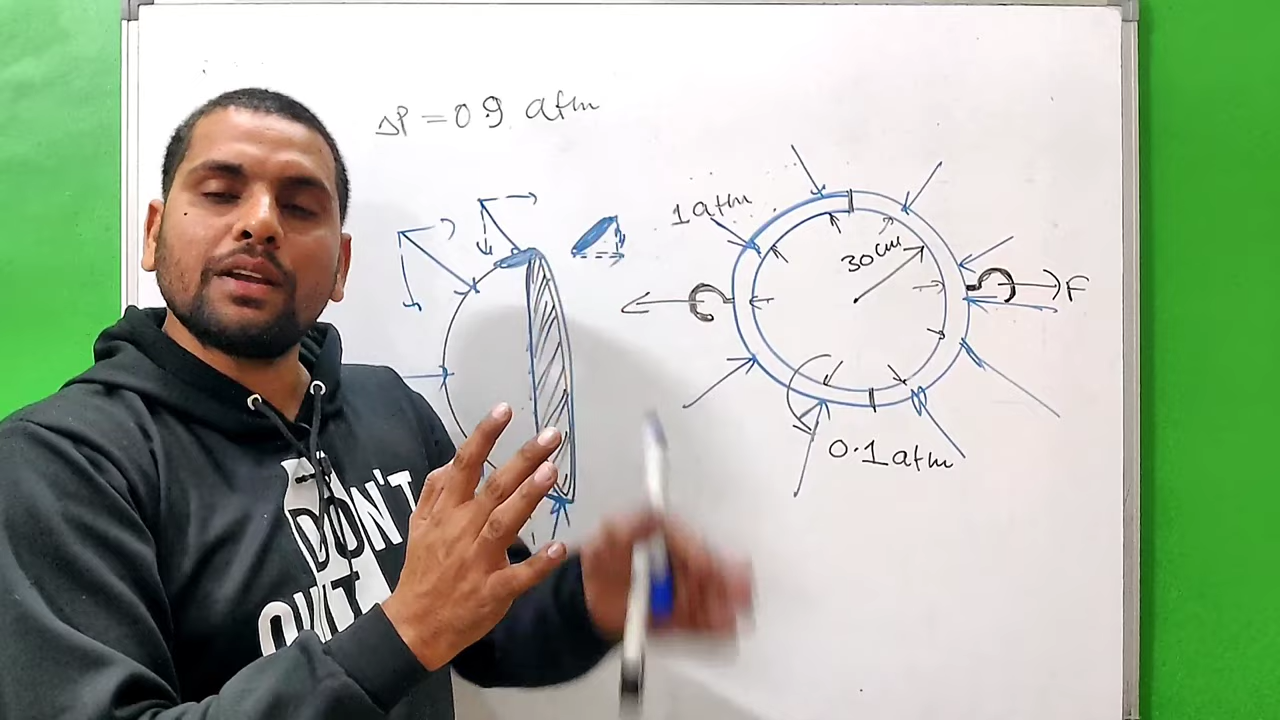 ΔP = 0.9 atm
1 atm
30 cm
F
0.1 atm
DON'T
QUIT